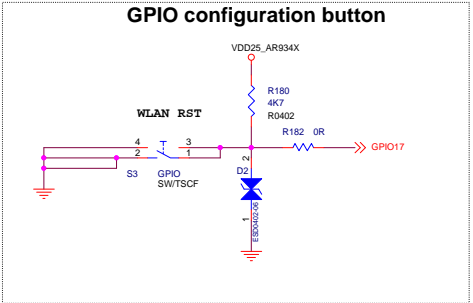 GPIO configuration button
VDD25_AR934X
R180
4K7
R0402
WLAN RST
R182 0R
GPIO17
4
3
2
1
S3
GPIO
SW/TSCF
D2
2
1
ESD0402-06